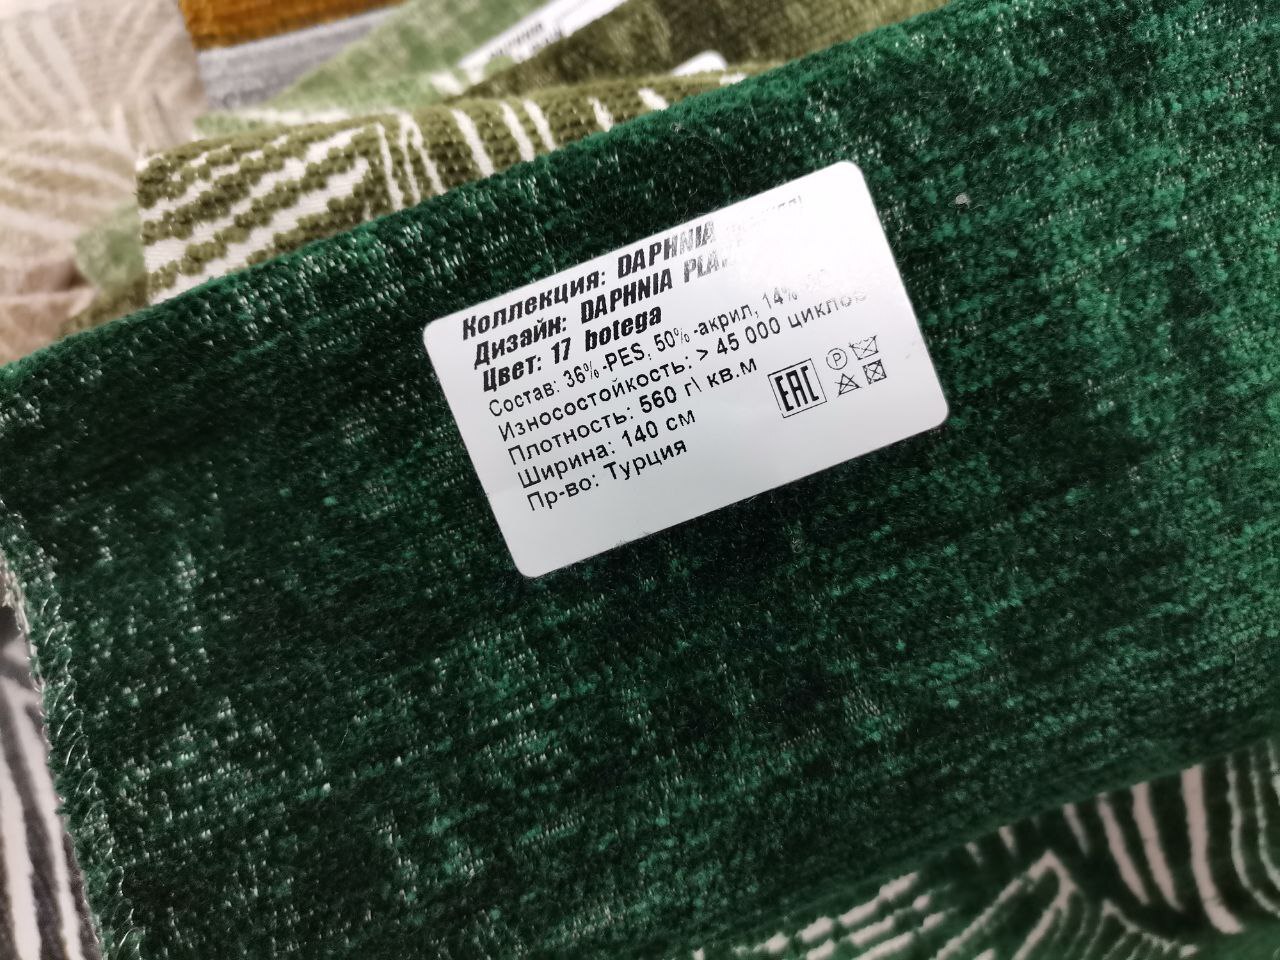 Коллекция: DAPHNIA
Дизайн: DAPHNIA
Цвет: 17 botega
Состав: 36%-PES, 50%-акрил, 14%
Износостойкость: > 45 000 циклов
Плотность: 560 г\ кв.м
Ширина: 140 см
Пр-во: Турция
EAC
P